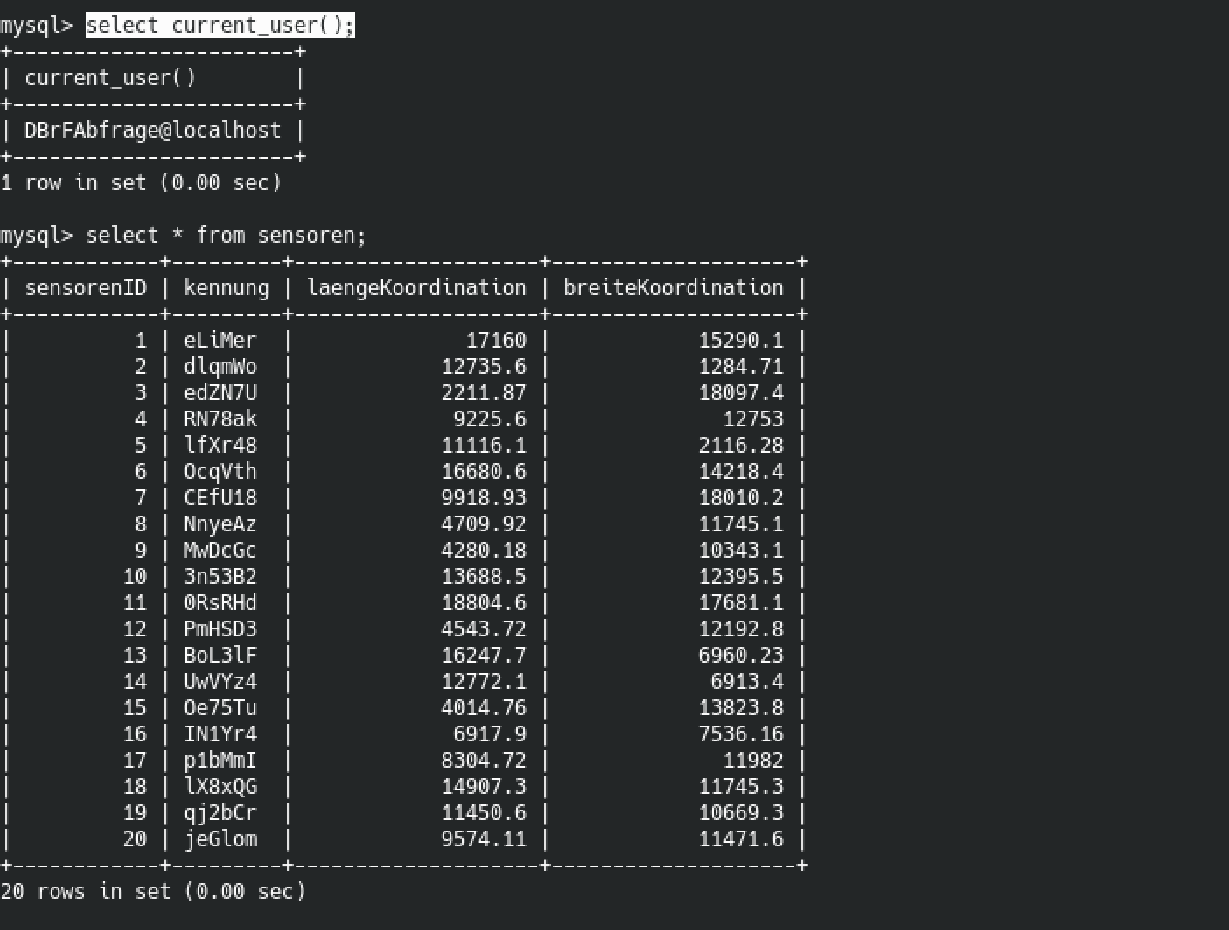 mysql> select current_user();
+-----------------------+
| current_user()        |
+-----------------------+
| DBrFAbfrage@localhost |
+-----------------------+
1 row in set (0.00 sec)

mysql> select * from sensoren;
+------------+---------+--------------------+--------------------+
| sensorenID | kennung | laengeKoordination | breiteKoordination |
+------------+---------+--------------------+--------------------+
|          1 | eLiMer  |              17160 |            15290.1 |
|          2 | dlqmWo  |            12735.6 |            1284.71 |
|          3 | edZN7U  |            2211.87 |            18097.4 |
|          4 | RN78ak  |             9225.6 |              12753 |
|          5 | lfXr48  |            11116.1 |            2116.28 |
|          6 | OcqVth  |            16680.6 |            14218.4 |
|          7 | CEfU18  |            9918.93 |            18010.2 |
|          8 | NnyeAz  |            4709.92 |            11745.1 |
|          9 | MwDcGc  |            4280.18 |            10343.1 |
|         10 | 3n53B2  |            13688.5 |            12395.5 |
|         11 | 0RsRHd  |            18804.6 |            17681.1 |
|         12 | PmHSD3  |            4543.72 |            12192.8 |
|         13 | BoL3lF  |            16247.7 |            6960.23 |
|         14 | UwVYz4  |            12772.1 |             6913.4 |
|         15 | Oe75Tu  |            4014.76 |            13823.8 |
|         16 | IN1Yr4  |             6917.9 |            7536.16 |
|         17 | p1bMmI  |            8304.72 |              11982 |
|         18 | lX8xQG  |            14907.3 |            11745.3 |
|         19 | qj2bCr  |            11450.6 |            10669.3 |
|         20 | jeGlom  |            9574.11 |            11471.6 |
+------------+---------+--------------------+--------------------+
20 rows in set (0.00 sec)